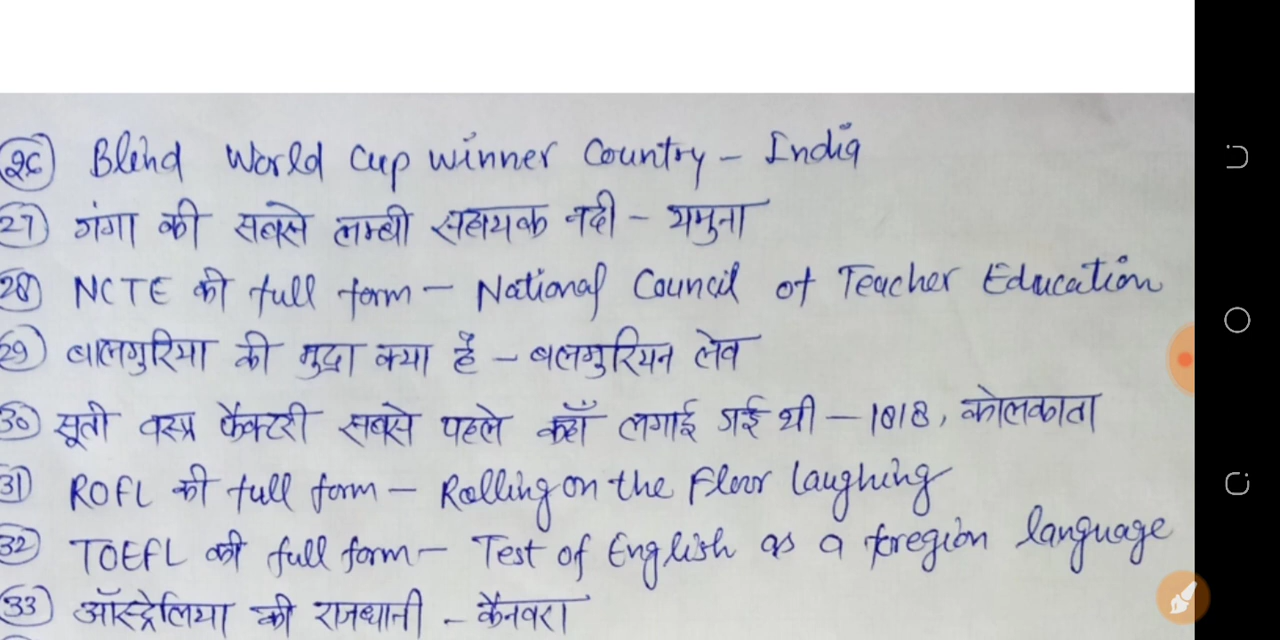 26 Blind World Cup winner Country - India
27 गंगा की सबसे लम्बी सहायक नदी - यमुना
28 NCTE की full form - National Council of Teacher Education
29 बालगुरिया की मुद्रा क्या है - बलगुरियन लेव
30 सूती वस्त्र फैक्टरी सबसे पहले कहाँ लगाई गई थी - 1818, कोलकाता
31 ROFL की full form - Rolling on the Floor laughing
32 TOEFL की full form - Test of English as a foregion language
33 ऑस्ट्रेलिया की राजधानी - कैनवरा